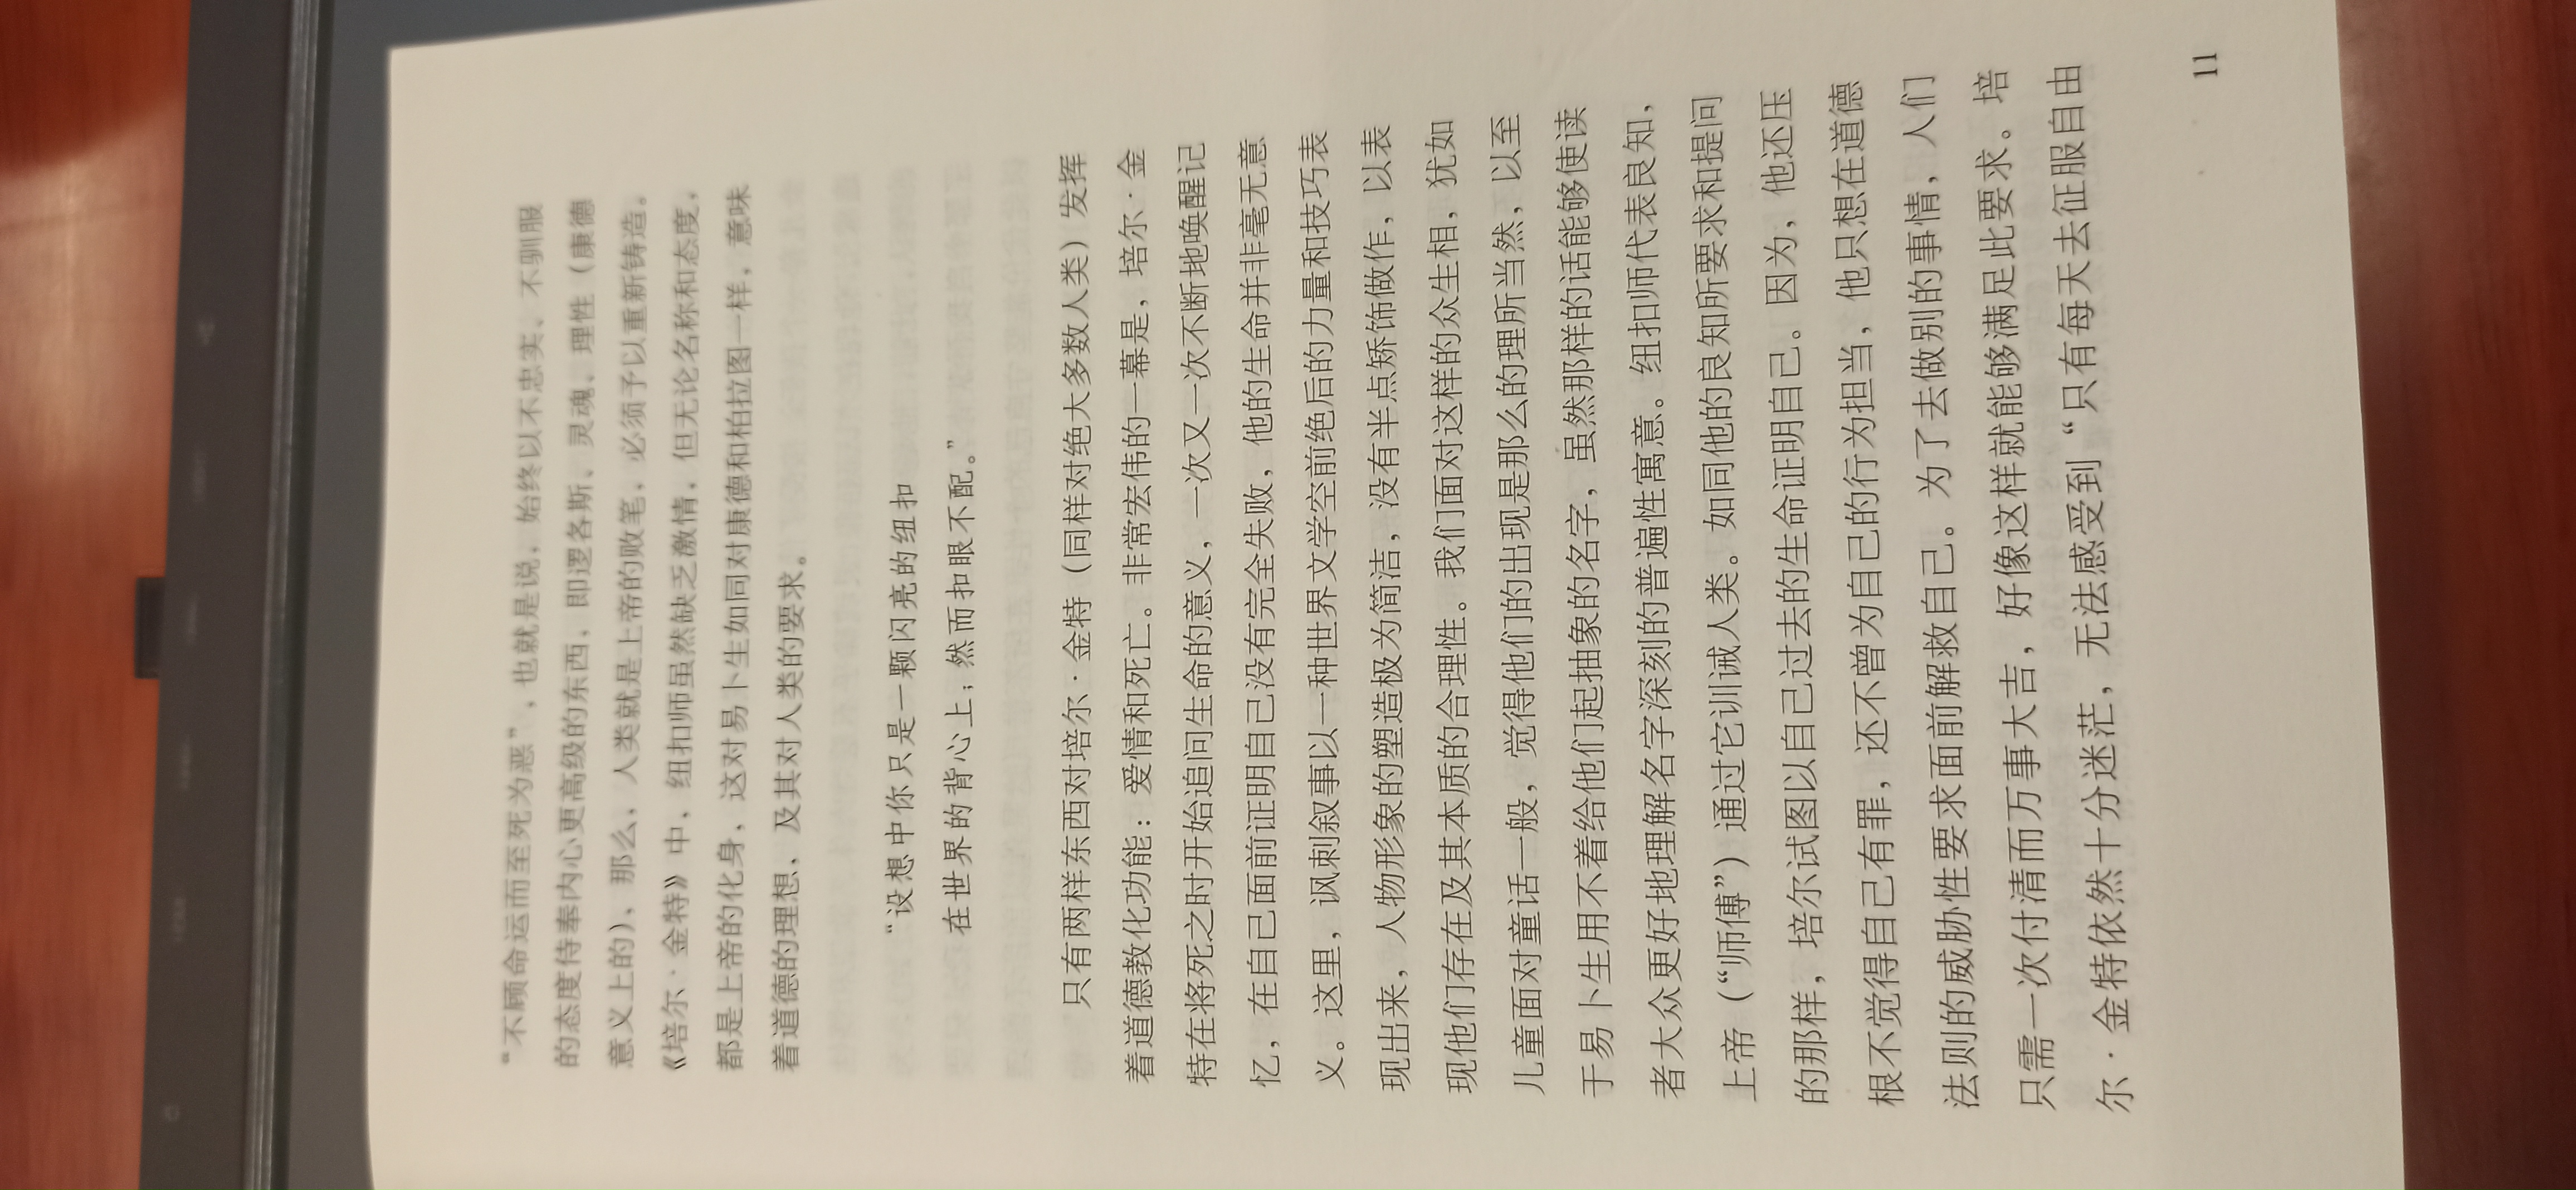 “不顾命运而至死为恶”，也就是说，始终以不忠实、不驯服
的态度侍奉内心更高级的东西，即逻各斯、灵魂、理性（康德
意义上的），那么，人类就是上帝的败笔，必须予以重新铸造。
《培尔·金特》中，纽扣师虽然缺乏激情，但无论名称和态度，
都是上帝的化身，这对易卜生如同对康德和柏拉图一样，意味
着道德的理想，及其对人类的要求。
“设想中你只是一颗闪亮的纽扣
在世界的背心上；然而扣眼不配。”
只有两样东西对培尔·金特（同样对绝大多数人类）发挥
着道德教化功能：爱情和死亡。非常宏伟的一幕是，培尔·金
特在将死之时开始追问生命的意义，一次又一次不断地唤醒记
忆，在自己面前证明自己没有完全失败，他的生命并非毫无意
义。这里，讽刺叙事以一种世界文学空前绝后的力量和技巧表
现出来，人物形象的塑造极为简洁，没有半点矫饰做作，以表
现他们存在及其本质的合理性。我们面对这样的众生相，犹如
儿童面对童话一般，觉得他们的出现是那么的理所当然，以至
于易卜生用不着给他们起抽象的名字，虽然那样的话能够使读
者大众更好地理解名字深刻的普遍性寓意。纽扣师代表良知，
上帝（“师傅”）通过它训诫人类。如同他的良知所要求和提问
的那样，培尔试图以自己过去的生命证明自己。因为，他还压
根不觉得自己有罪，还不曾为自己的行为担当，他只想在道德
法则的威胁性要求面前解救自己。为了去做别的事情，人们
只需一次付清而万事大吉，好像这样就能够满足此要求。培
尔·金特依然十分迷茫，无法感受到“只有每天去征服自由
11